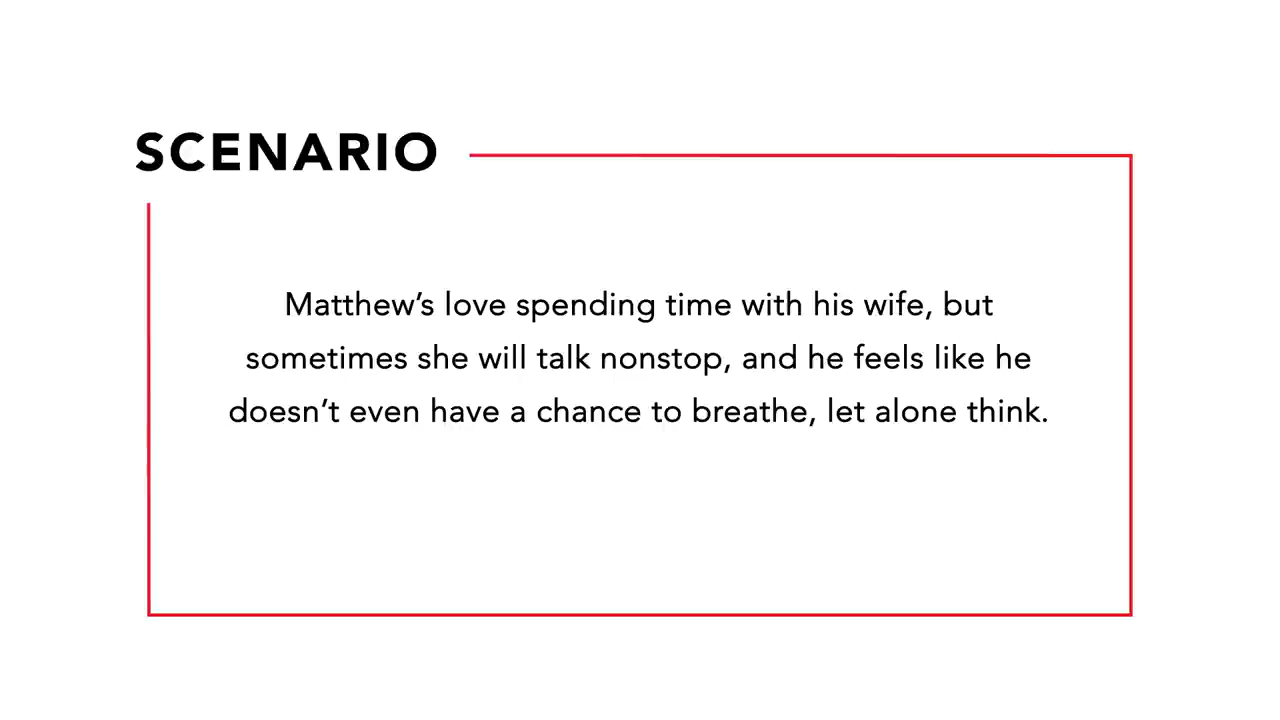 SCENARIO
Matthew’s love spending time with his wife, but
sometimes she will talk nonstop, and he feels like he
doesn’t even have a chance to breathe, let alone think.